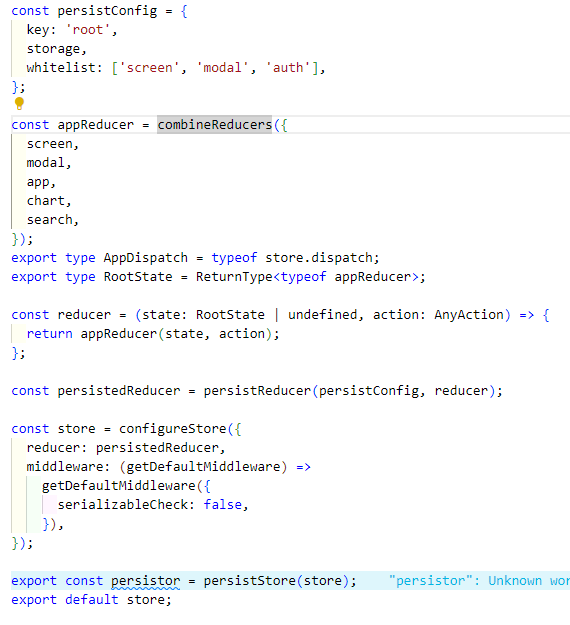 const persistConfig = {
  key: 'root',
  storage,
  whitelist: ['screen', 'modal', 'auth'],
};
const appReducer = combineReducers({
  screen,
  modal,
  app,
  chart,
  search,
});
export type AppDispatch = typeof store.dispatch;
export type RootState = ReturnType<typeof appReducer>;
const reducer = (state: RootState | undefined, action: AnyAction) => {
  return appReducer(state, action);
};
const persistedReducer = persistReducer(persistConfig, reducer);
const store = configureStore({
  reducer: persistedReducer,
  middleware: (getDefaultMiddleware) =>
    getDefaultMiddleware({
      serializableCheck: false,
    }),
});
export const persistor = persistStore(store);    "persistor": Unknown wor
export default store;